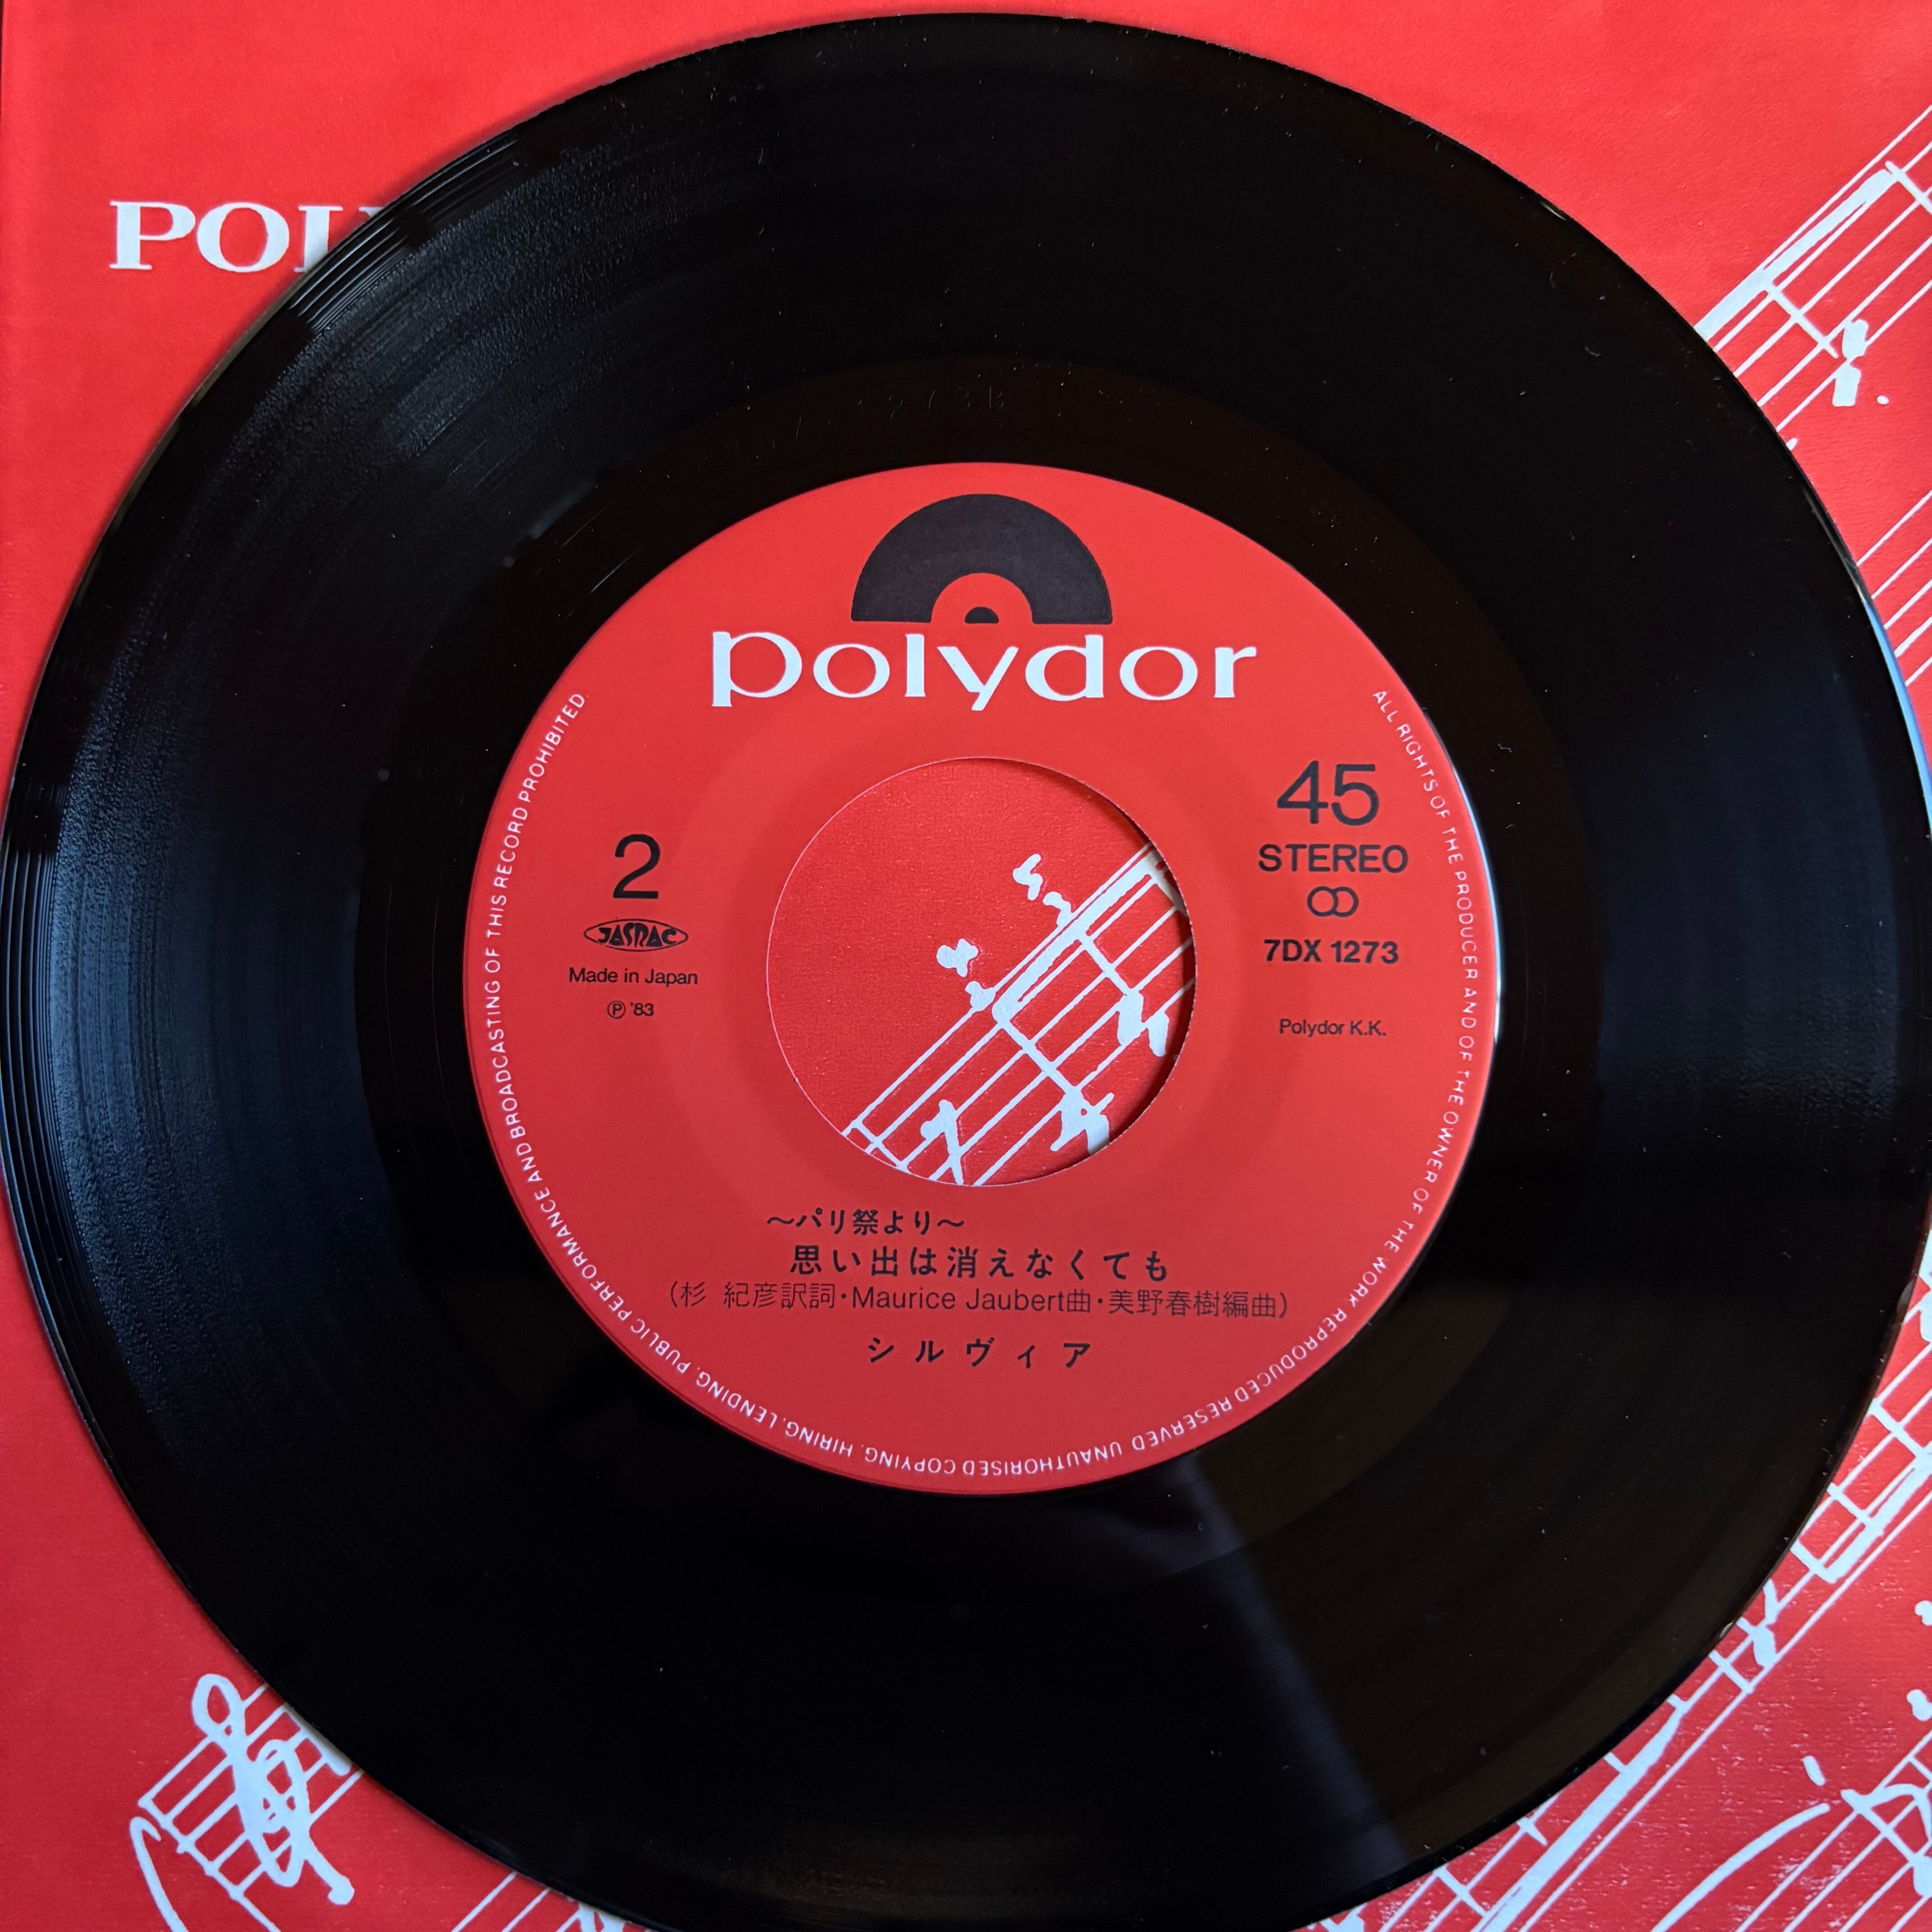 polydor
45
STEREO
7DX 1273
Polydor K.K.
2
JASRAC
Made in Japan
Ⓟ '83
〜パリ祭より〜
思い出は消えなくても
(杉 紀彦訳詞・Maurice Jaubert曲・美野春樹編曲)
シルヴィア
ALL RIGHTS OF THE PRODUCER AND OF THE OWNER OF THE WORK REPRODUCED RESERVED UNAUTHORISED COPYING. HIRING. LENDING. PUBLIC PERFORMANCE AND BROADCASTING OF THIS RECORD PROHIBITED.